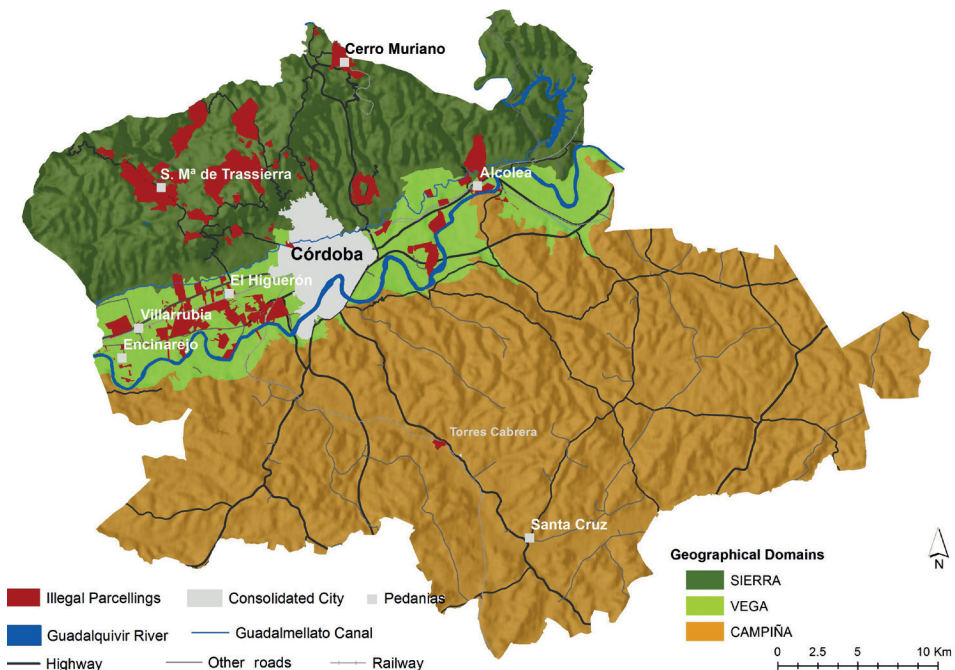 Cerro Muriano
S. Mª de Trassierra
Alcolea
Córdoba
El Higuerón
Villarrubia
Encinarejo
Torres Cabrera
Santa Cruz
Geographical Domains
SIERRA
VEGA
CAMPIÑA
N
0 2.5 5 10 Km
Illegal Parcellings
Consolidated City
Pedanías
Guadalquivir River
Guadalmellato Canal
Highway
Other roads
Railway